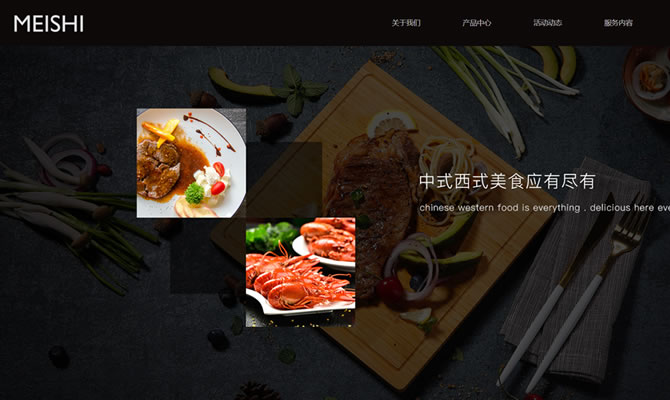 MEISHI
关于我们
产品中心
活动动态
服务内容
中式西式美食应有尽有
chinese western food is everything . delicious here eve